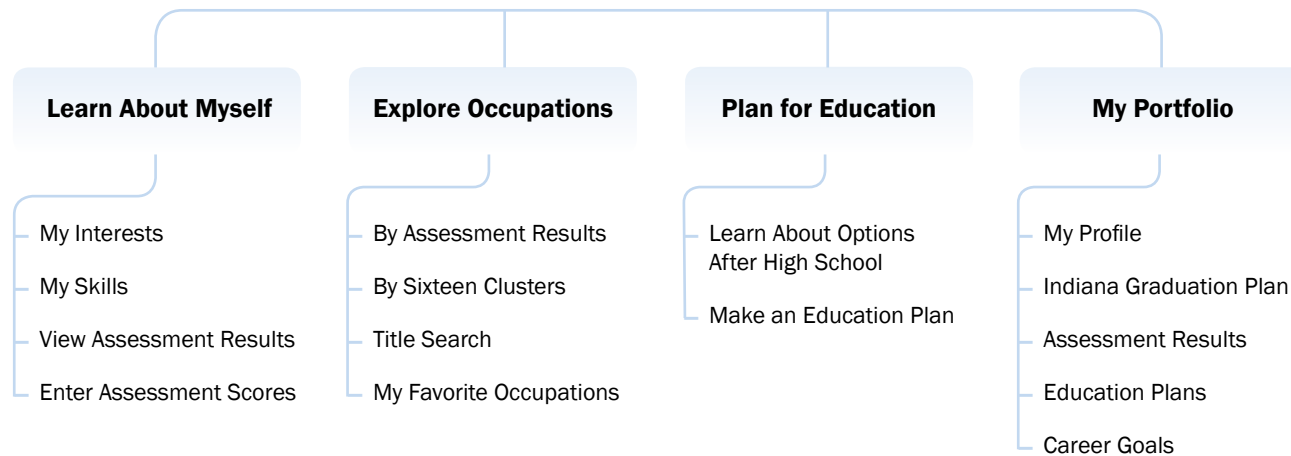 Learn About Myself
My Interests
My Skills
View Assessment Results
Enter Assessment Scores
Explore Occupations
By Assessment Results
By Sixteen Clusters
Title Search
My Favorite Occupations
Plan for Education
Learn About Options
After High School
Make an Education Plan
My Portfolio
My Profile
Indiana Graduation Plan
Assessment Results
Education Plans
Career Goals